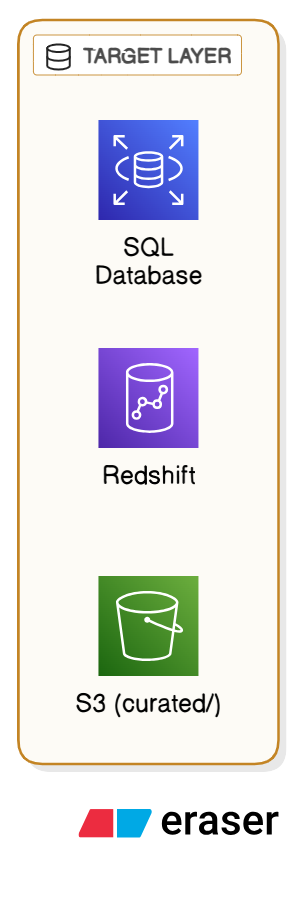 TARGET LAYER
SQL
Database
Redshift
S3 (curated/)
eraser